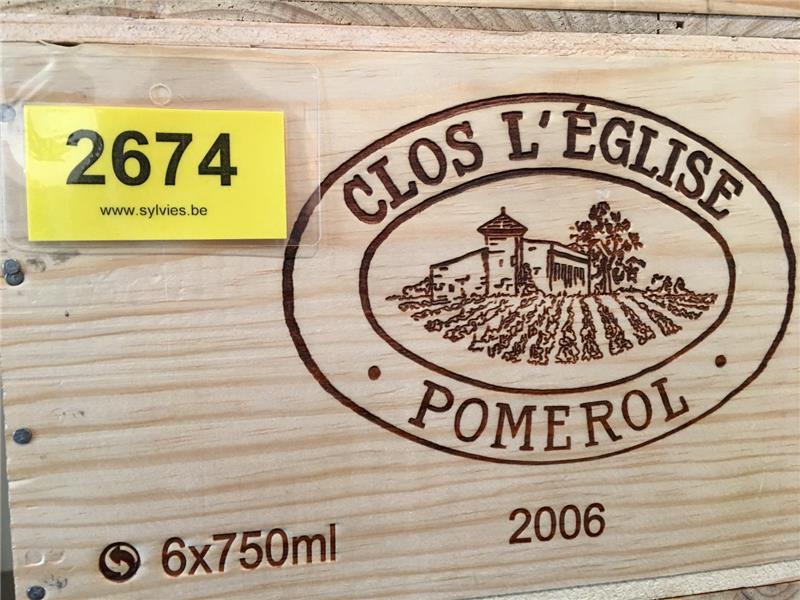 2674
www.sylvies.be
CLOS L'ÉGLISE
· POMEROL ·
6x750ml
2006